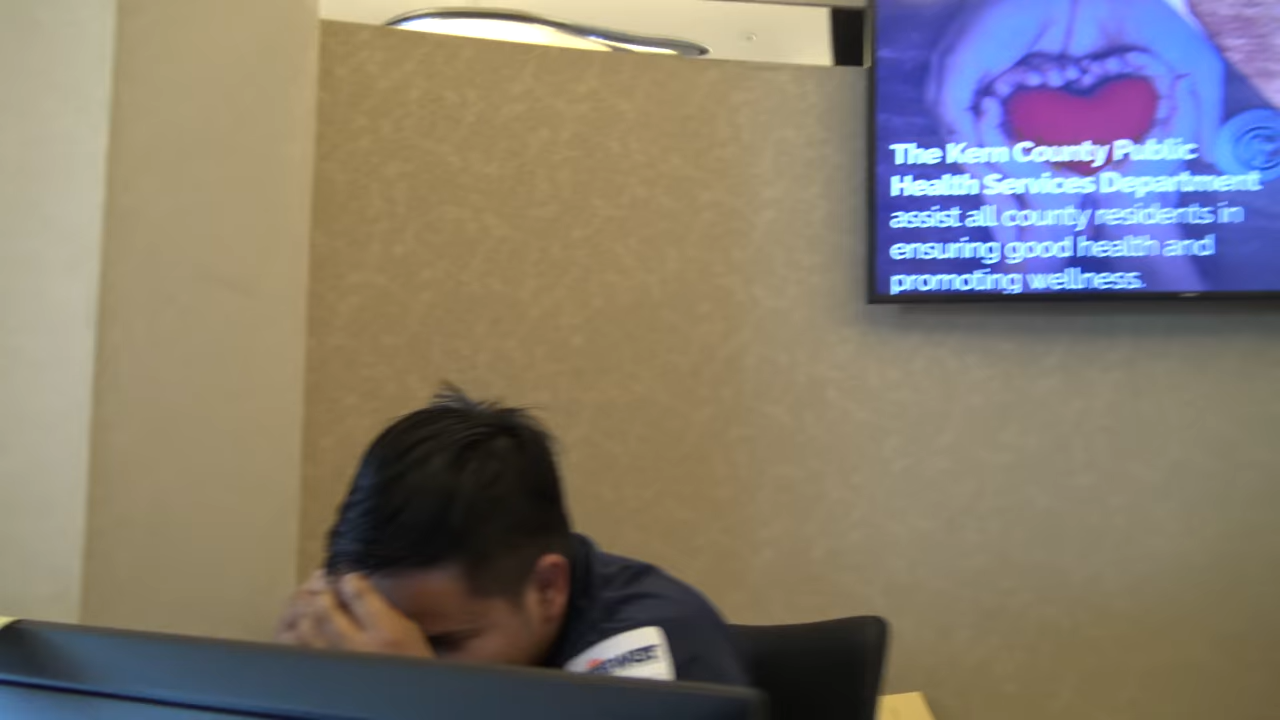 The Kern County Public
Health Services Department
assist all county residents in
ensuring good health and
promoting wellness.